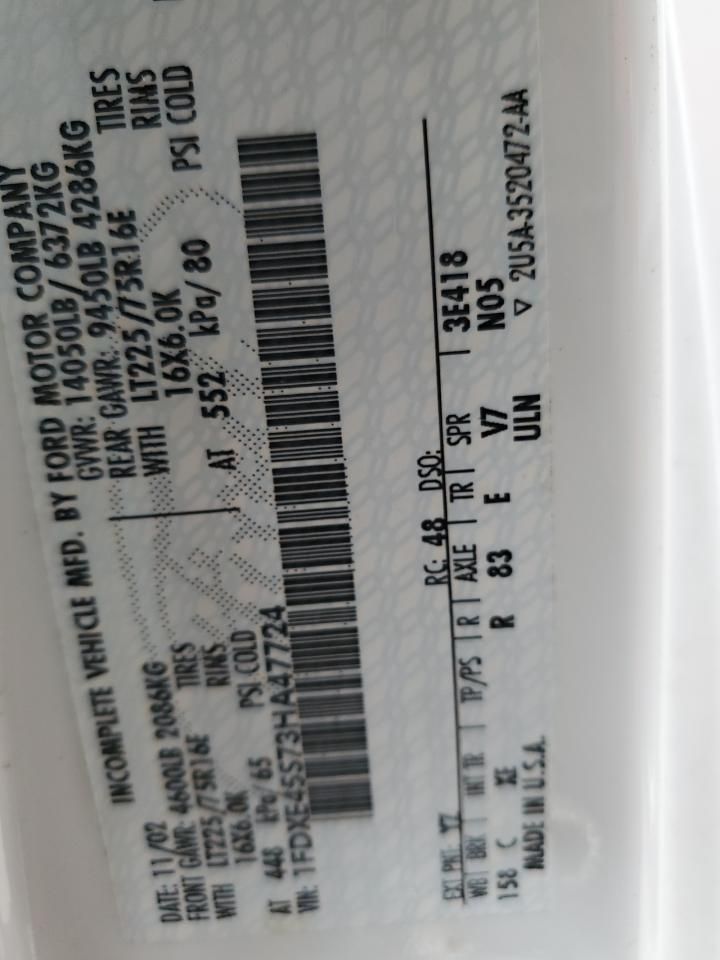 INCOMPLETE VEHICLE MFD. BY FORD MOTOR COMPANY
DATE: 11/02 GVWR: 14050LB/ 6372KG
FRONT GAWR: 4600LB 2086KG REAR GAWR: 9450LB 4286KG
WITH LT225/75R16E TIRES WITH LT225/75R16E TIRES
16X6.0K RIMS 16X6.0K RIMS
AT 448 kPa/65 PSI COLD AT 552 kPa/80 PSI COLD
VIN: 1FDXE45S73HA47724
EXT PNT: YZ RC: 48 DSO:
WB BRK INT TR TP/PS R AXLE TR SPR 3E418
158 C XE R 83 E V7 N05
MADE IN U.S.A. ULN ▽ 2U5A-3520472-AA